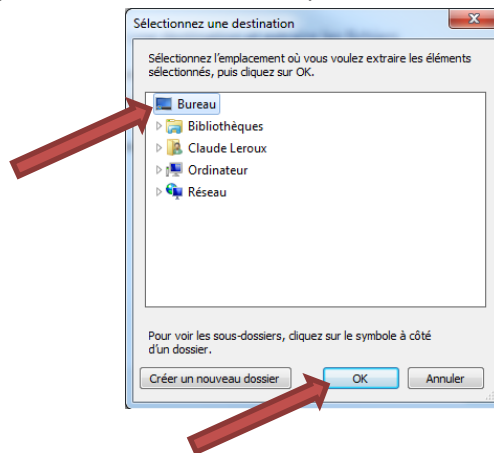 Sélectionnez une destination
Sélectionnez l'emplacement où vous voulez extraire les éléments
sélectionnés, puis cliquez sur OK.
Bureau
Bibliothèques
Claude Leroux
Ordinateur
Réseau
Pour voir les sous-dossiers, cliquez sur le symbole à côté
d'un dossier.
Créer un nouveau dossier OK Annuler